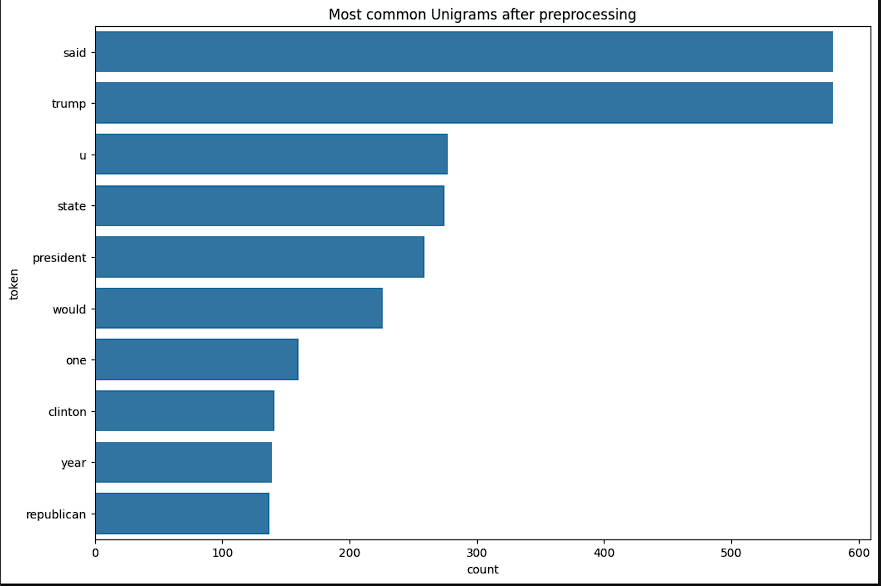 Most common Unigrams after preprocessing
token
said
trump
u
state
president
would
one
clinton
year
republican
0 100 200 300 400 500 600
count